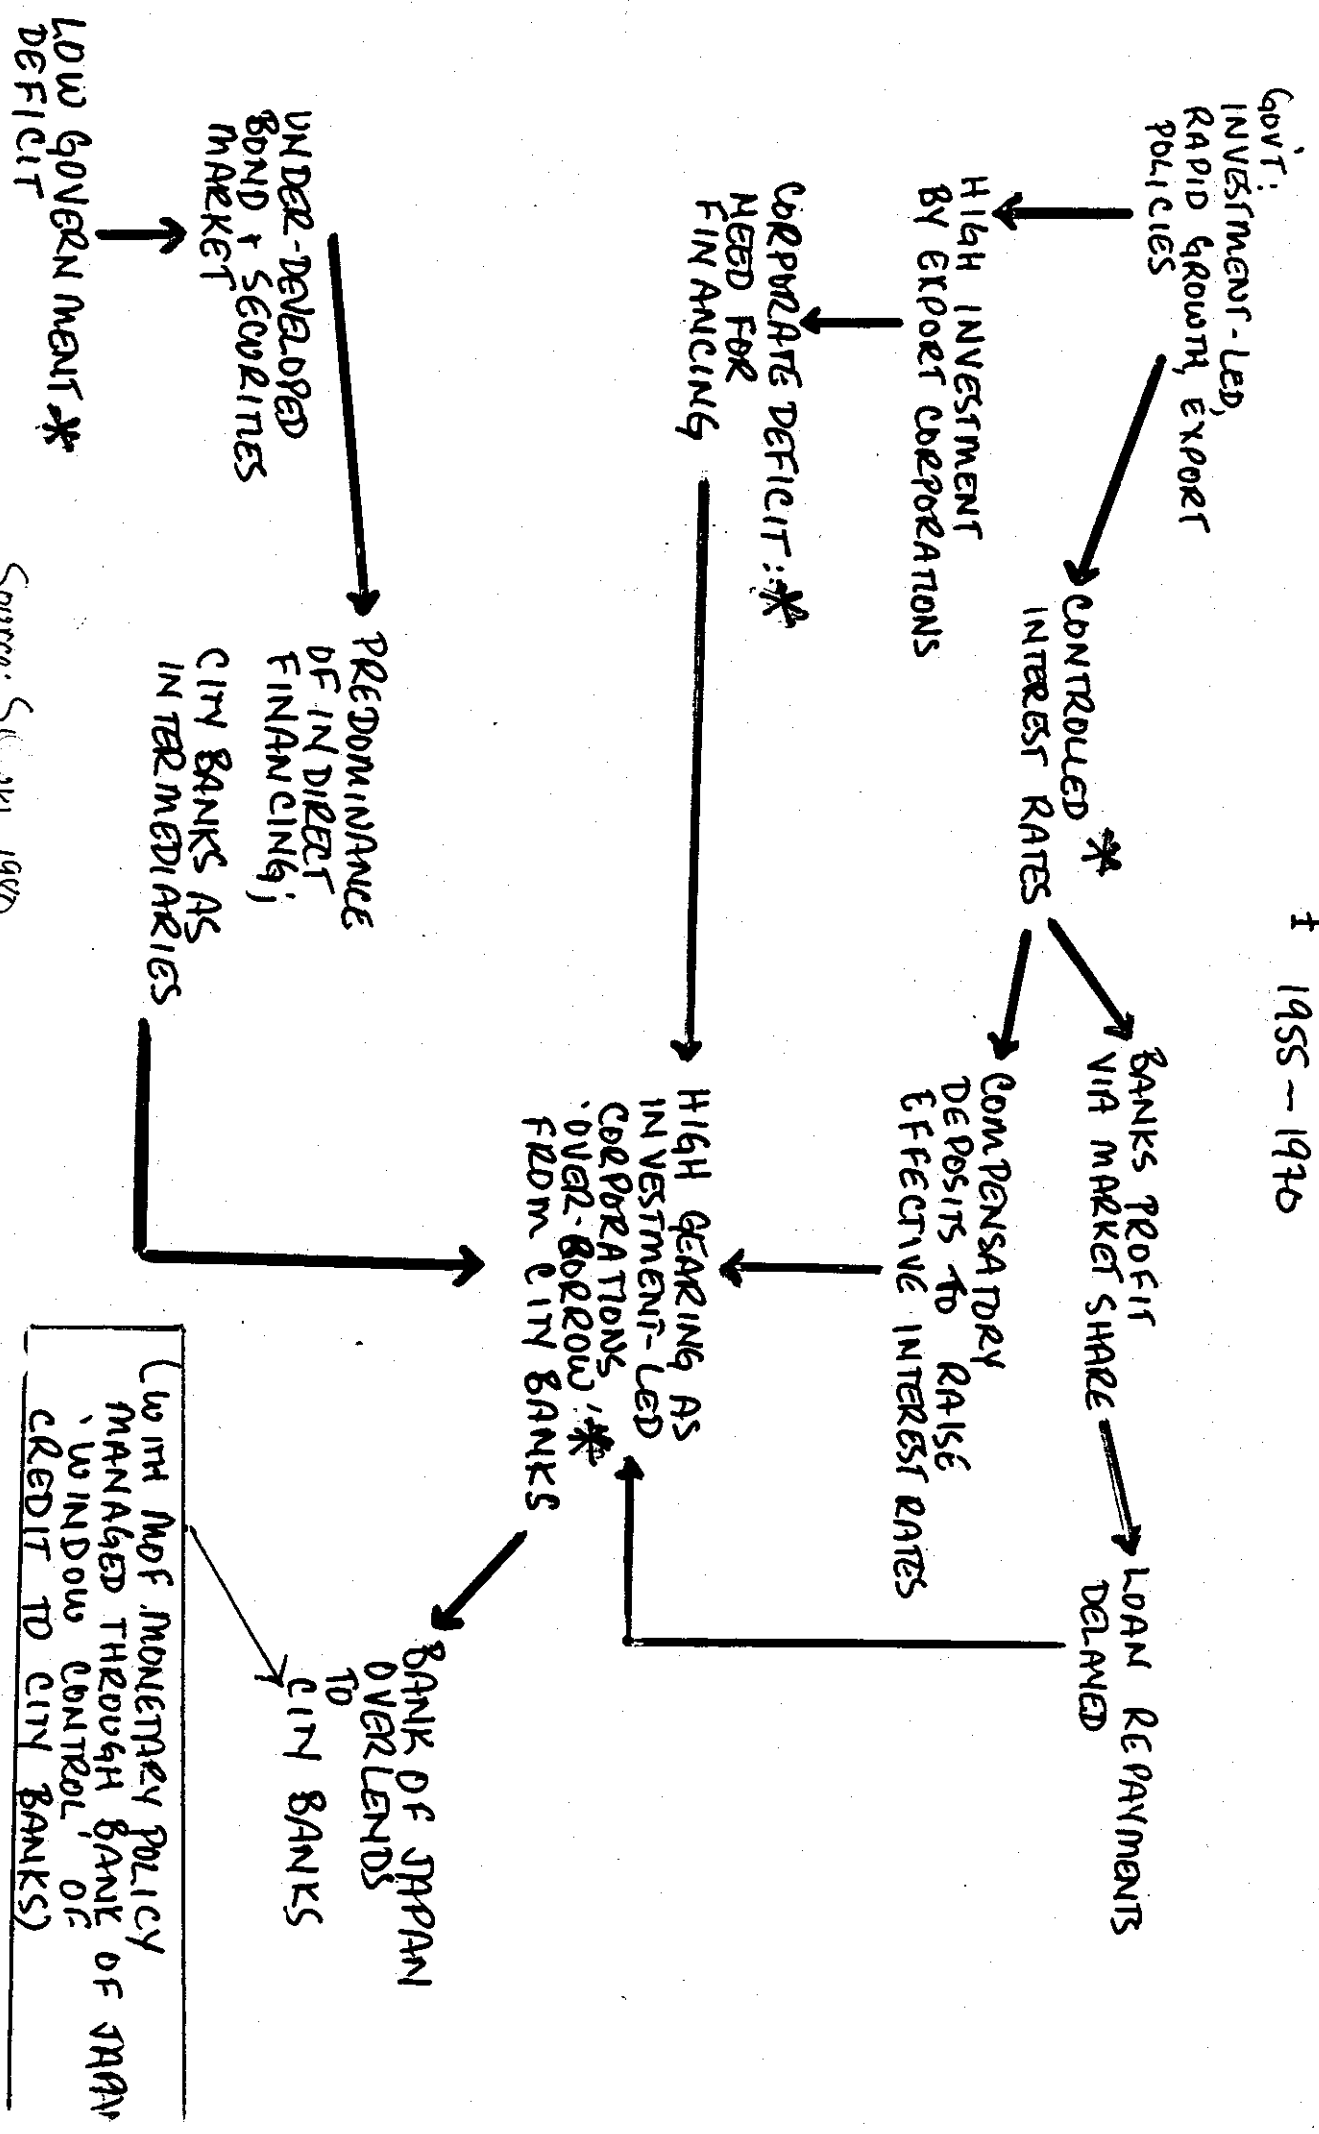 I 1955 - 1970
GOV'T:
INVESTMENT-LED,
RAPID GROWTH, EXPORT
POLICIES
HIGH INVESTMENT
BY EXPORT CORPORATIONS
CORPORATE DEFICIT: *
NEED FOR
FINANCING
CONTROLLED *
INTEREST RATES
BANKS PROFIT
VIA MARKET SHARE
LOAN REPAYMENTS
DELAYED
COMPENSATORY
DEPOSITS TO RAISE
EFFECTIVE INTEREST RATES
HIGH GEARING AS
INVESTMENT-LED
CORPORATIONS
'OVER-BORROW' *
FROM CITY BANKS
UNDER-DEVELOPED
BOND + SECURITIES
MARKET
LOW GOVERNMENT *
DEFICIT
PREDOMINANCE
OF INDIRECT
FINANCING;
CITY BANKS AS
INTERMEDIARIES
BANK OF JAPAN
OVERLENDS
TO
CITY BANKS
(WITH MOF MONETARY POLICY
MANAGED THROUGH BANK OF JAPAN
'WINDOW CONTROL' OF
CREDIT TO CITY BANKS)
Source: